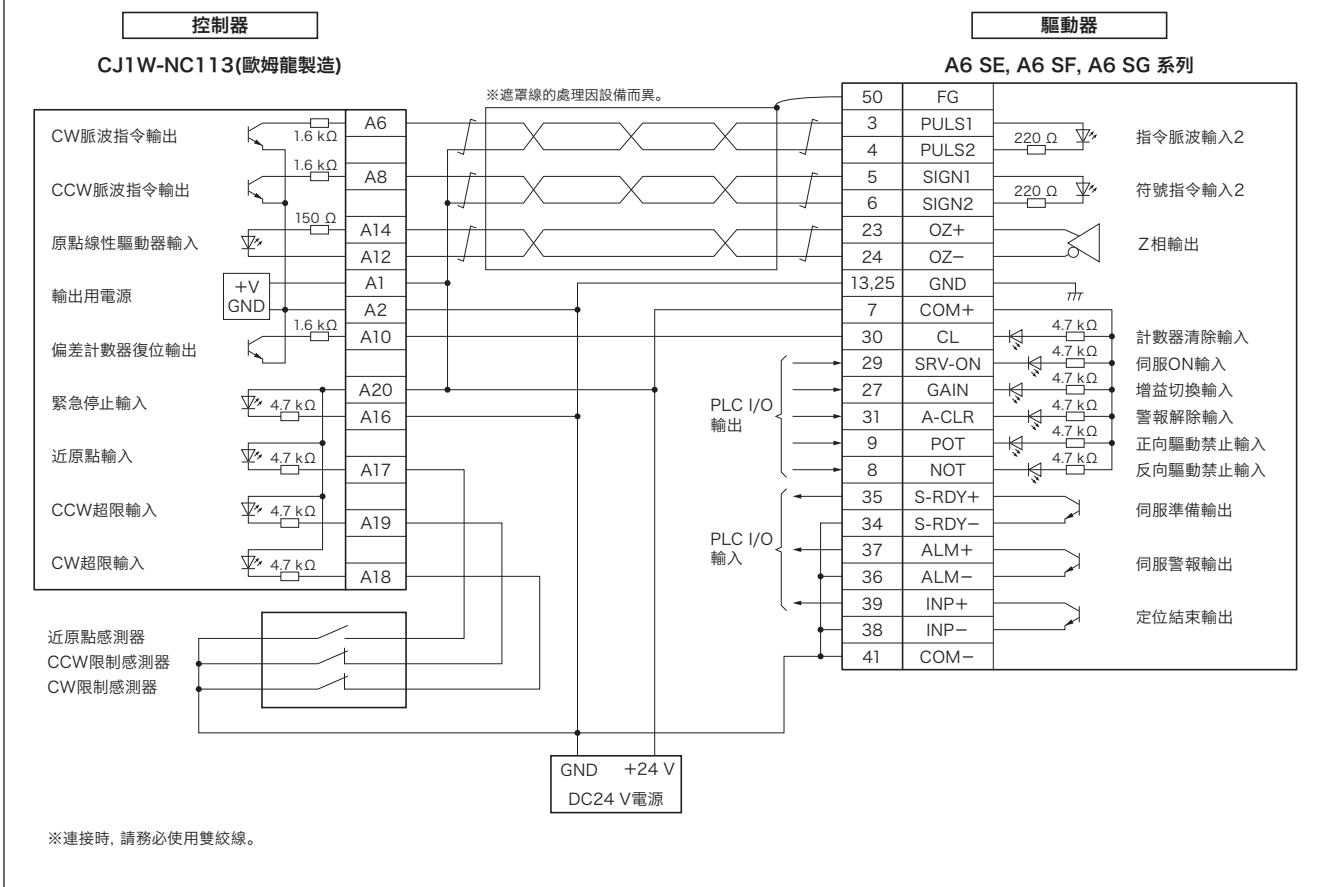 控制器
驅動器
CJ1W-NC113(歐姆龍製造)
A6 SE, A6 SF, A6 SG 系列
※遮罩線的處理因設備而異。
CW脈波指令輸出
1.6 kΩ
A6
CCW脈波指令輸出
1.6 kΩ
A8
原點線性驅動器輸入
150 Ω
A14
A12
輸出用電源
+V
GND
A1
A2
偏差計數器復位輸出
1.6 kΩ
A10
A20
緊急停止輸入
4.7 kΩ
A16
近原點輸入
4.7 kΩ
A17
CCW超限輸入
4.7 kΩ
A19
CW超限輸入
4.7 kΩ
A18
近原點感測器
CCW限制感測器
CW限制感測器
PLC I/O
輸出
PLC I/O
輸入
50 FG
3 PULS1
4 PULS2
220 Ω
指令脈波輸入2
5 SIGN1
6 SIGN2
220 Ω
符號指令輸入2
23 OZ+
24 OZ−
Z相輸出
13,25 GND
7 COM+
30 CL 4.7 kΩ 計數器清除輸入
29 SRV-ON 4.7 kΩ 伺服ON輸入
27 GAIN 4.7 kΩ 增益切換輸入
31 A-CLR 4.7 kΩ 警報解除輸入
9 POT 4.7 kΩ 正向驅動禁止輸入
8 NOT 4.7 kΩ 反向驅動禁止輸入
35 S-RDY+
34 S-RDY−
伺服準備輸出
37 ALM+
36 ALM−
伺服警報輸出
39 INP+
38 INP−
定位結束輸出
41 COM−
GND +24 V
DC24 V電源
※連接時, 請務必使用雙絞線。